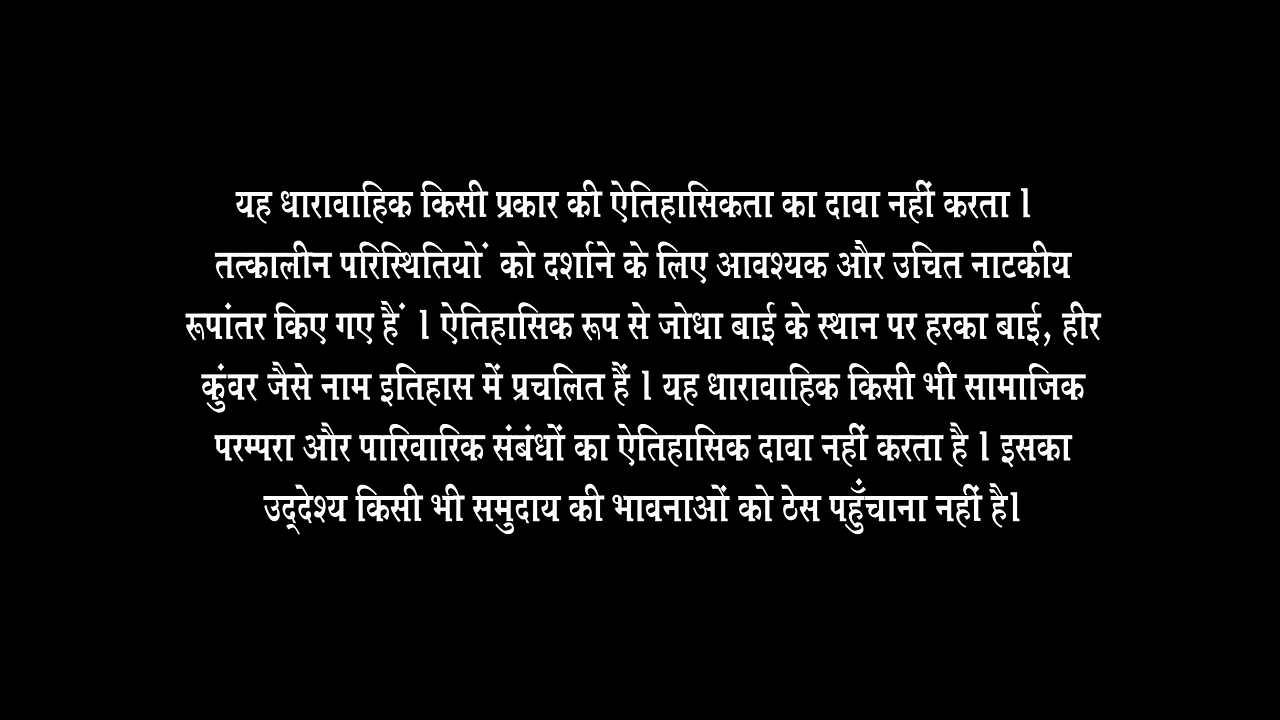 यह धारावाहिक किसी प्रकार की ऐतिहासिकता का दावा नहीं करता ।
तत्कालीन परिस्थितियों को दर्शाने के लिए आवश्यक और उचित नाटकीय
रूपांतर किए गए हैं । ऐतिहासिक रूप से जोधा बाई के स्थान पर हरका बाई, हीर
कुंवर जैसे नाम इतिहास में प्रचलित हैं । यह धारावाहिक किसी भी सामाजिक
परम्परा और पारिवारिक संबंधों का ऐतिहासिक दावा नहीं करता है । इसका
उद्देश्य किसी भी समुदाय की भावनाओं को ठेस पहुँचाना नहीं है।